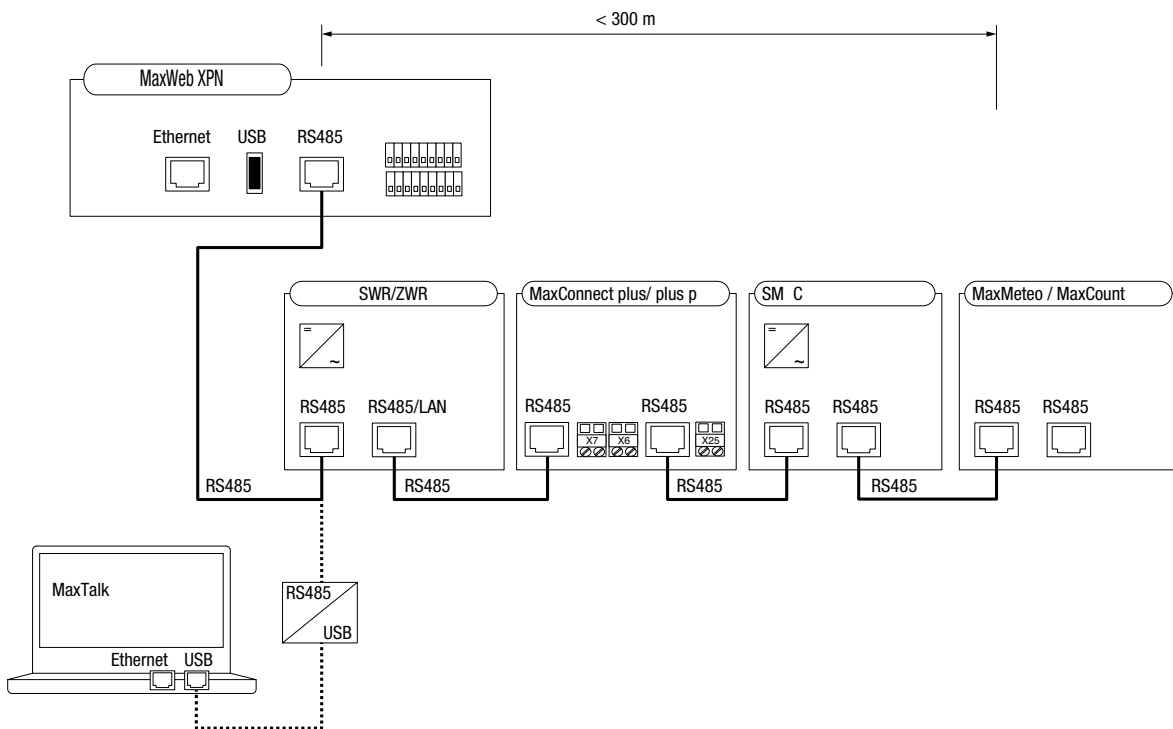 < 300 m
MaxWeb XPN
Ethernet USB RS485
SWR/ZWR
MaxConnect plus/ plus p
SM C
MaxMeteo / MaxCount
= ~
= ~
RS485 RS485/LAN
RS485 X7 X6 RS485 X25
RS485 RS485
RS485 RS485
RS485
RS485
RS485
RS485
MaxTalk
Ethernet USB
RS485
USB